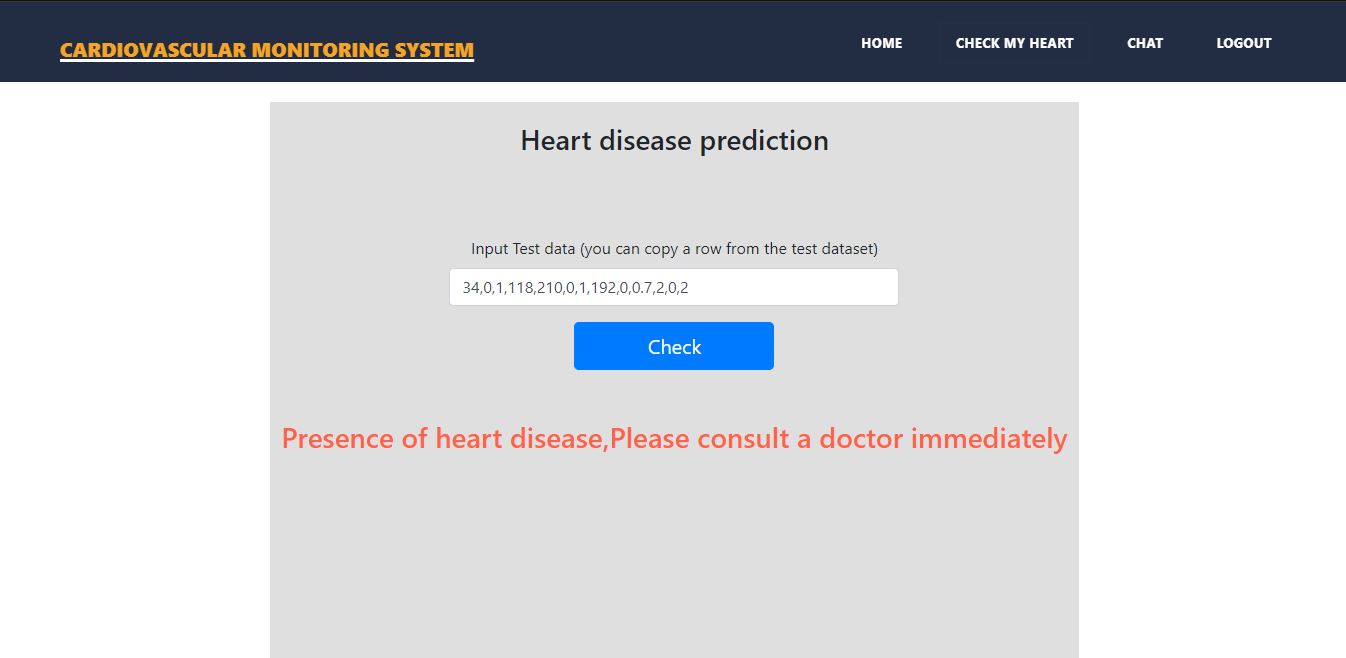 CARDIOVASCULAR MONITORING SYSTEM
HOME CHECK MY HEART CHAT LOGOUT
Heart disease prediction
Input Test data (you can copy a row from the test dataset)
34,0,1,118,210,0,1,192,0,0.7,2,0,2
Check
Presence of heart disease,Please consult a doctor immediately